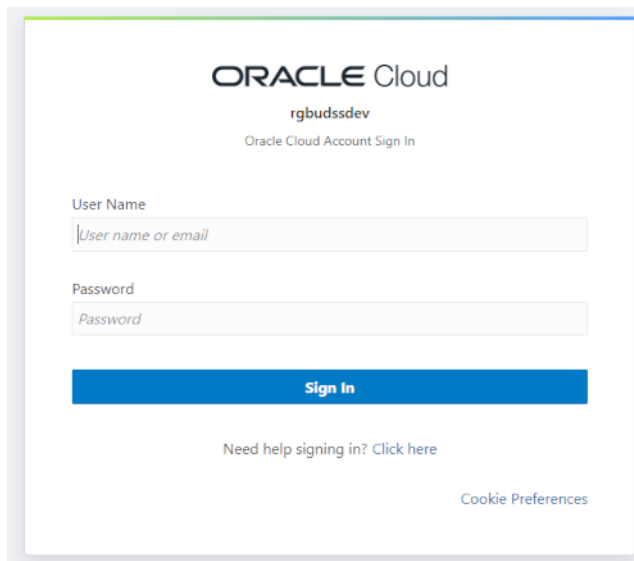 ORACLE Cloud
rgbudssdev
Oracle Cloud Account Sign In
User Name
User name or email
Password
Password
Sign In
Need help signing in? Click here
Cookie Preferences